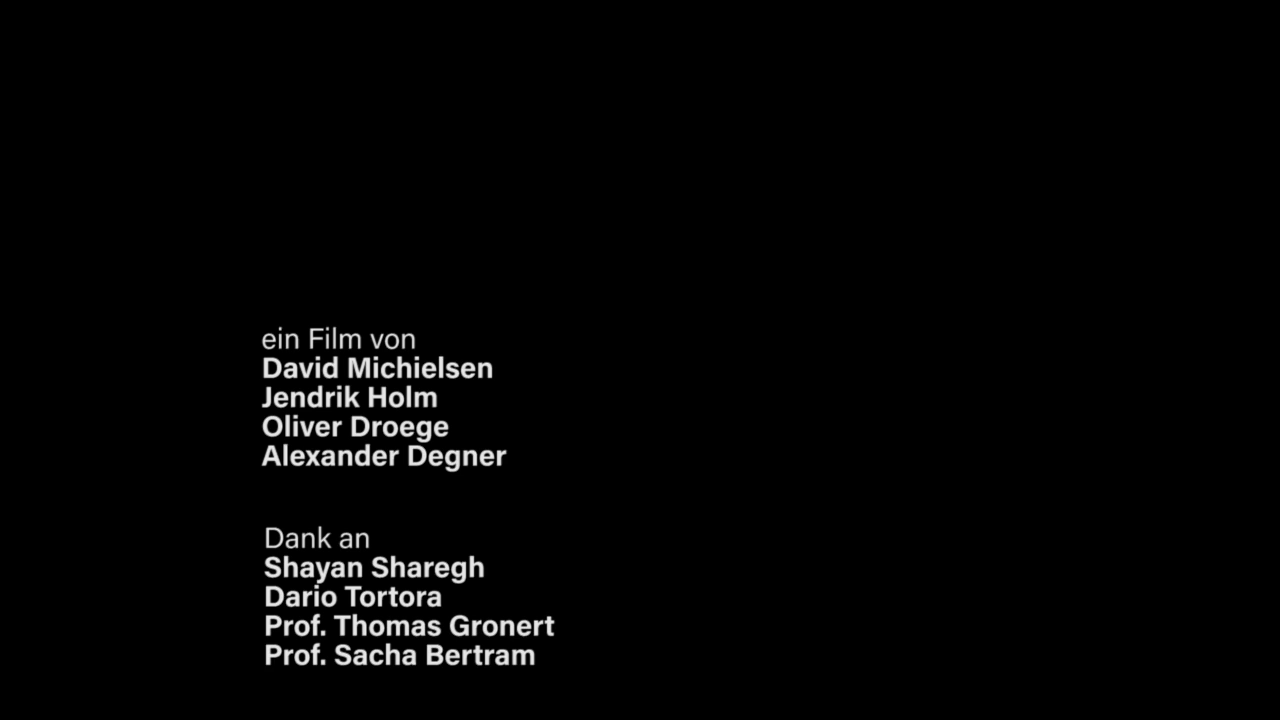 ein Film von
David Michielsen
Jendrik Holm
Oliver Droege
Alexander Degner
Dank an
Shayan Sharegh
Dario Tortora
Prof. Thomas Gronert
Prof. Sacha Bertram